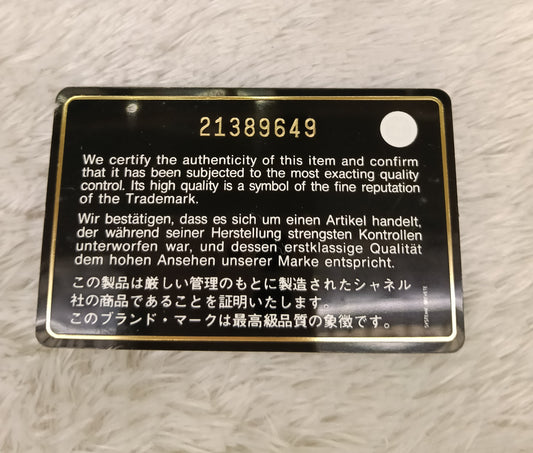 21389649
We certify the authenticity of this item and confirm
that it has been subjected to the most exacting quality
control. Its high quality is a symbol of the fine reputation
of the Trademark.
Wir bestätigen, dass es sich um einen Artikel handelt,
der während seiner Herstellung strengsten Kontrollen
unterworfen war, und dessen erstklassige Qualität
dem hohen Ansehen unserer Marke entspricht.
この製品は厳しい管理のもとに製造されたシャネル
社の商品であることを証明いたします。
このブランド・マークは最高級品質の象徴です。